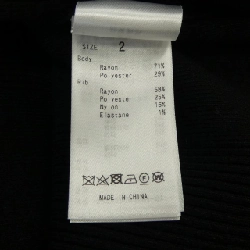 SIZE 2
Body
Rayon 71%
Polyester 29%
Rib
Rayon 58%
Polyester 25%
Nylon 16%
Elastane 1%
MADE IN CHINA